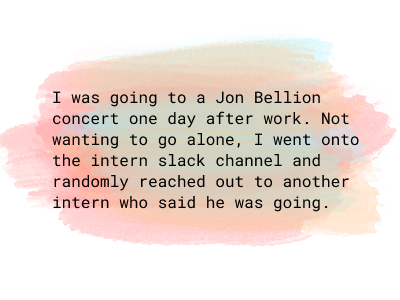 I was going to a Jon Bellion
concert one day after work. Not
wanting to go alone, I went onto
the intern slack channel and
randomly reached out to another
intern who said he was going.